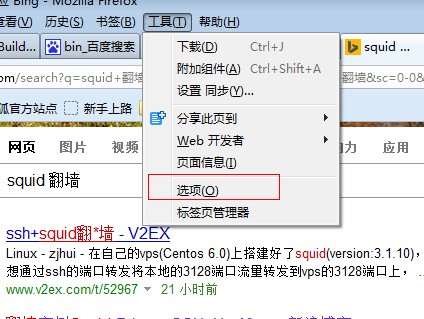 应 Bing - Mozilla Firefox
查看(V) 历史(S) 书签(B) 工具(T) 帮助(H)
Build... bin_百度搜索 squid ...
下载(D) Ctrl+J
附加组件(A) Ctrl+Shift+A
设置 同步(Y)...
分享此页到
Web 开发者
页面信息(I)
选项(O)
标签页管理器
om/search?q=squid+翻 翻墙&sc=0-0&
狐官方站点 新手上路
网页 图片 视频
squid 翻墙
ssh+squid翻*墙 - V2EX
Linux - zjhui - 在自己的vps(Centos 6.0)上搭建好了squid(version:3.1.10),
想通过ssh的端口转发将本地的3128端口流量转发到vps的3128端口上, ...
www.v2ex.com/t/52967 21 小时前